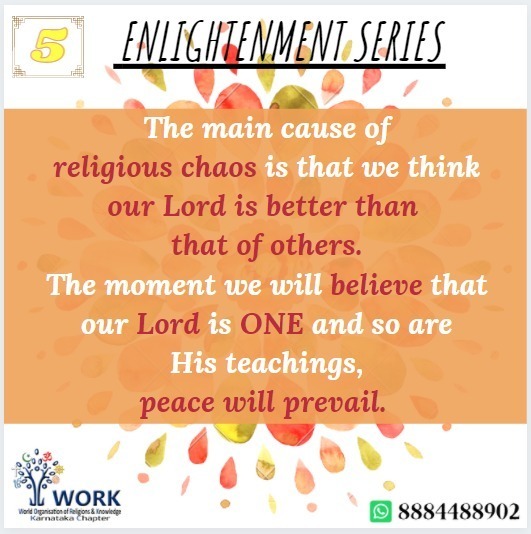 5
ENLIGHTENMENT SERIES
The main cause of
religious chaos is that we think
our Lord is better than
that of others.
The moment we will believe that
our Lord is ONE and so are
His teachings,
peace will prevail.
WORK
World Organisation of Religions & Knowledge
Karnataka Chapter
8884488902